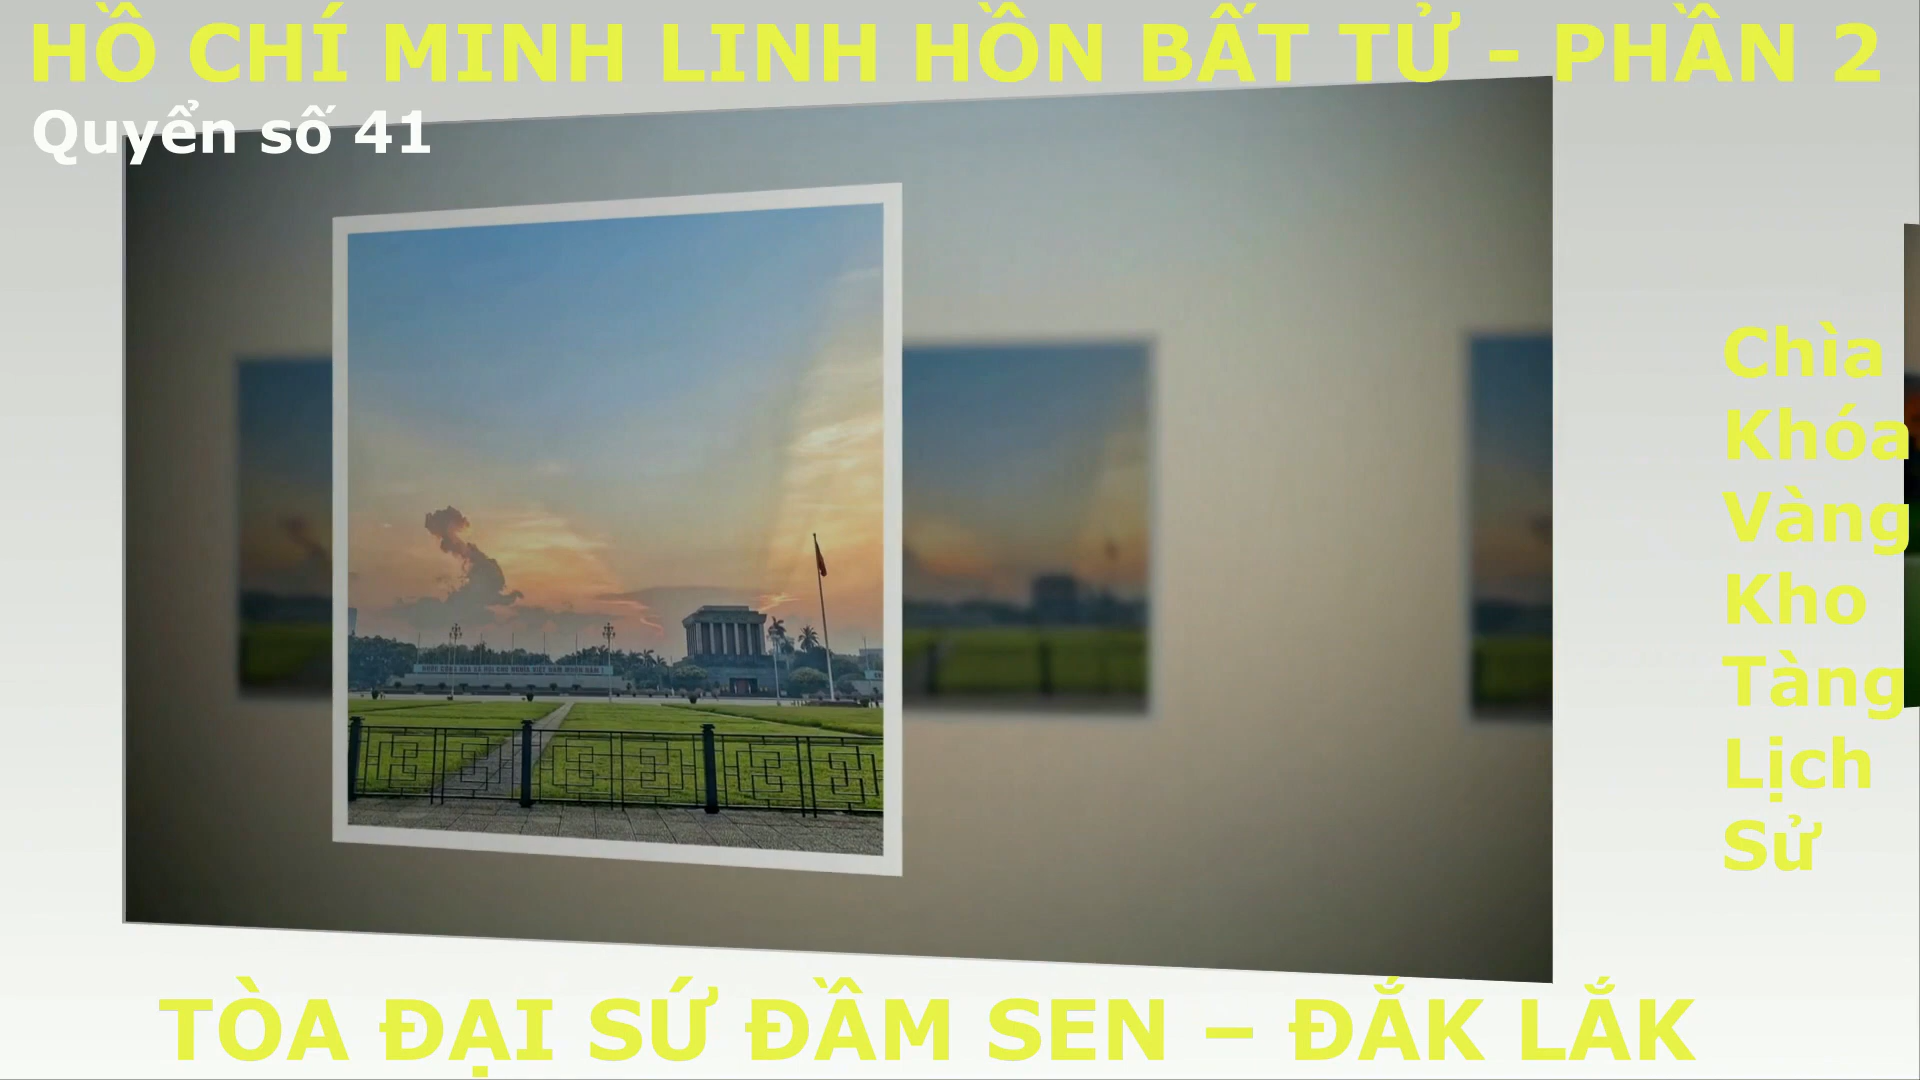 HỒ CHÍ MINH LINH HỒN BẤT TỬ - PHẦN 2
Quyển số 41
Chìa
Khóa
Vàng
Kho
Tàng
Lịch
Sử
TÒA ĐẠI SỨ ĐẦM SEN – ĐẮK LẮK